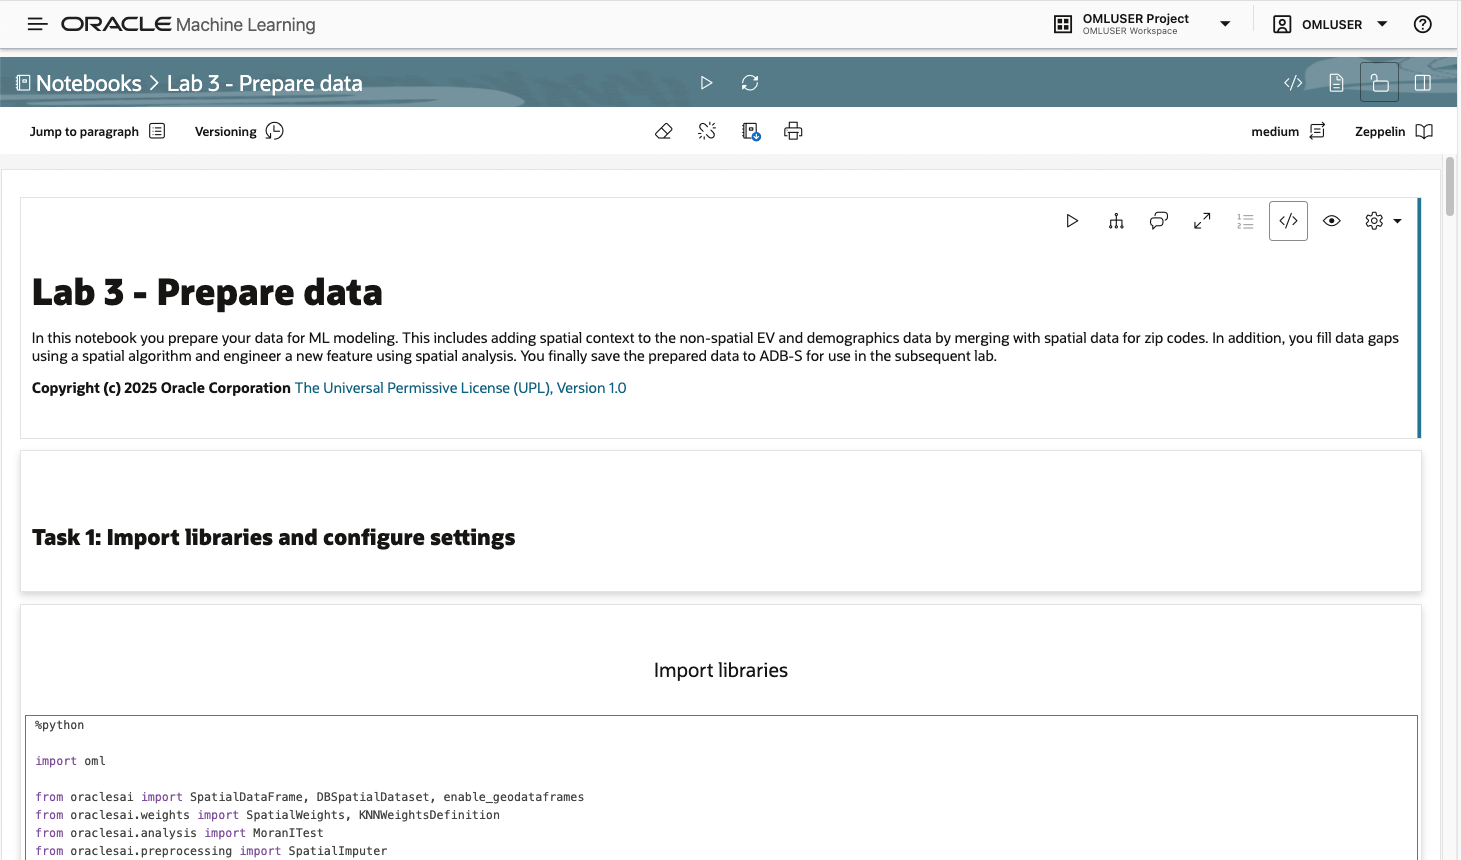 ORACLE Machine Learning
OMLUSER Project
OMLUSER Workspace
OMLUSER
Notebooks > Lab 3 - Prepare data
Jump to paragraph
Versioning
medium
Zeppelin
Lab 3 - Prepare data
In this notebook you prepare your data for ML modeling. This includes adding spatial context to the non-spatial EV and demographics data by merging with spatial data for zip codes. In addition, you fill data gaps
using a spatial algorithm and engineer a new feature using spatial analysis. You finally save the prepared data to ADB-S for use in the subsequent lab.
Copyright (c) 2025 Oracle Corporation The Universal Permissive License (UPL), Version 1.0
Task 1: Import libraries and configure settings
Import libraries
%python
import oml
from oraclesai import SpatialDataFrame, DBSpatialDataset, enable_geodataframes
from oraclesai.weights import SpatialWeights, KNNWeightsDefinition
from oraclesai.analysis import MoranITest
from oraclesai.preprocessing import SpatialImputer